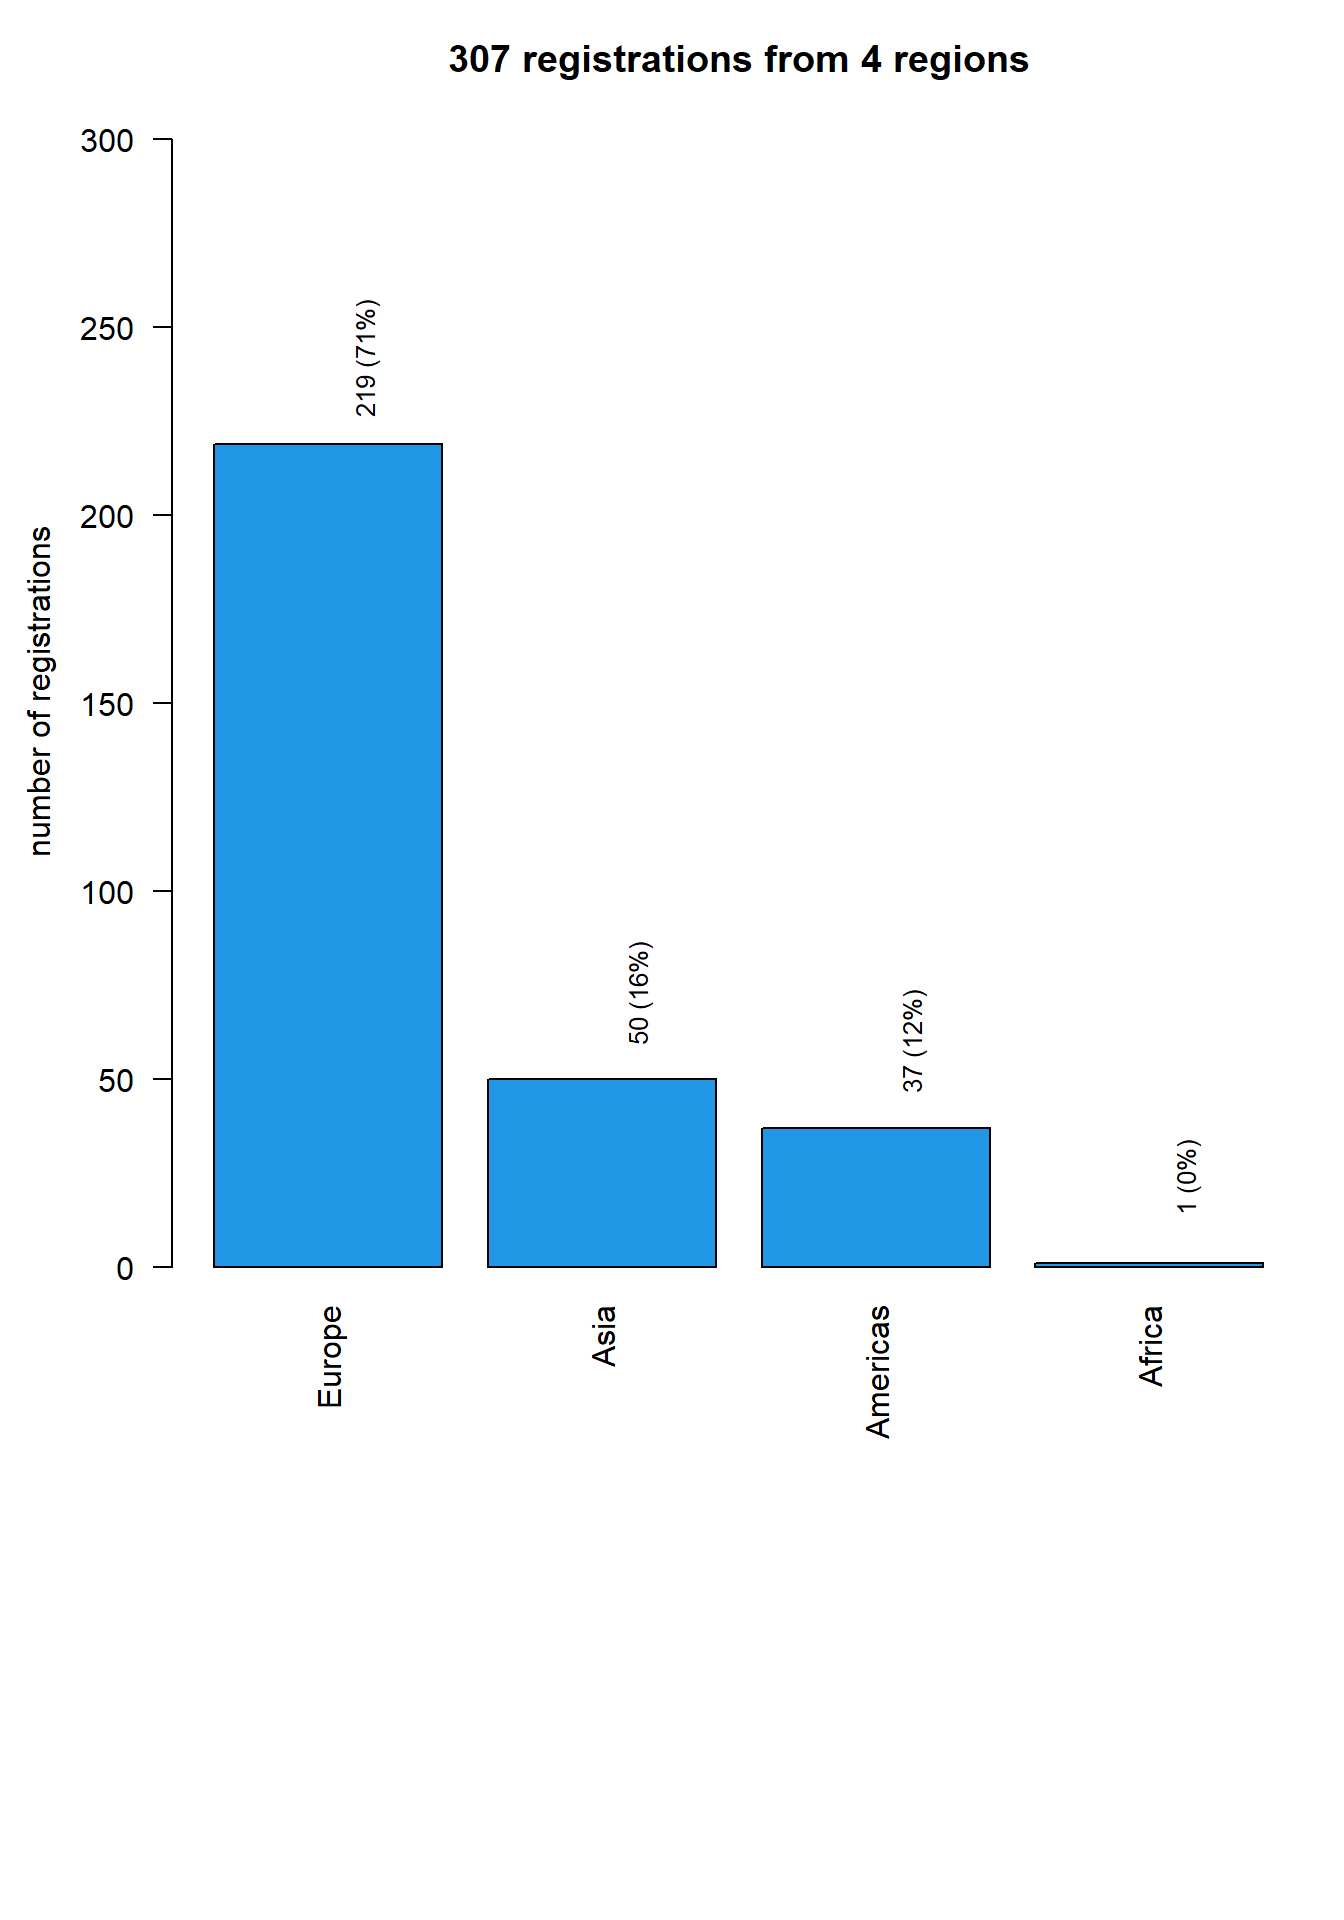 307 registrations from 4 regions
number of registrations
300
250
200
150
100
50
0
219 (71%)
50 (16%)
37 (12%)
1 (0%)
Europe
Asia
Americas
Africa